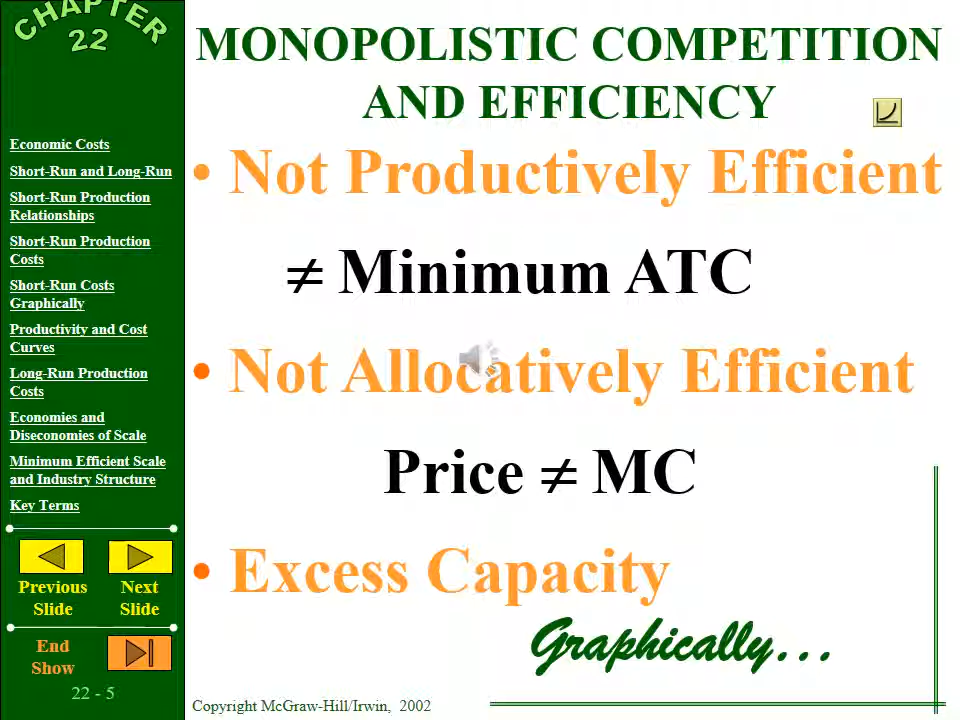 CHAPTER
22
MONOPOLISTIC COMPETITION
AND EFFICIENCY
Economic Costs
Short-Run and Long-Run
Short-Run Production
Relationships
Short-Run Production
Costs
Short-Run Costs
Graphically
Productivity and Cost
Curves
Long-Run Production
Costs
Economies and
Diseconomies of Scale
Minimum Efficient Scale
and Industry Structure
Key Terms
Previous
Slide
Next
Slide
End
Show
22 - 5
• Not Productively Efficient
≠ Minimum ATC
• Not Allocatively Efficient
Price ≠ MC
• Excess Capacity
Graphically...
Copyright McGraw-Hill/Irwin, 2002